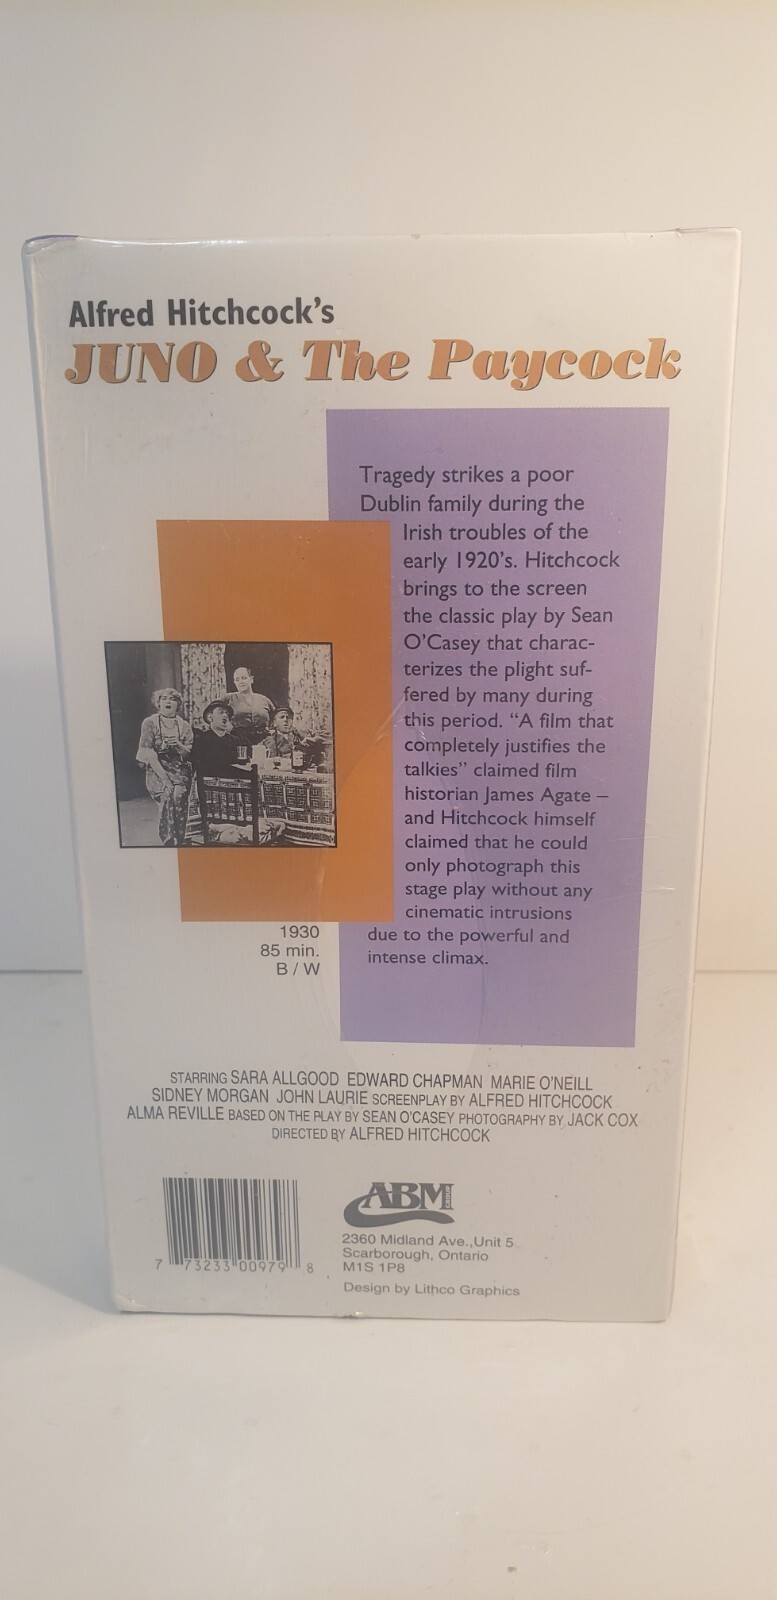 Alfred Hitchcock's
JUNO & The Paycock
Tragedy strikes a poor
Dublin family during the
Irish troubles of the
early 1920's. Hitchcock
brings to the screen
the classic play by Sean
O'Casey that charac-
terizes the plight suf-
fered by many during
this period. "A film that
completely justifies the
talkies" claimed film
historian James Agate –
and Hitchcock himself
claimed that he could
only photograph this
stage play without any
cinematic intrusions
due to the powerful and
intense climax.
1930
85 min.
B / W
STARRING SARA ALLGOOD EDWARD CHAPMAN MARIE O'NEILL
SIDNEY MORGAN JOHN LAURIE SCREENPLAY BY ALFRED HITCHCOCK
ALMA REVILLE BASED ON THE PLAY BY SEAN O'CASEY PHOTOGRAPHY BY JACK COX
DIRECTED BY ALFRED HITCHCOCK
7 73233 00979 8
ABM
2360 Midland Ave.,Unit 5
Scarborough, Ontario
M1S 1P8
Design by Lithco Graphics